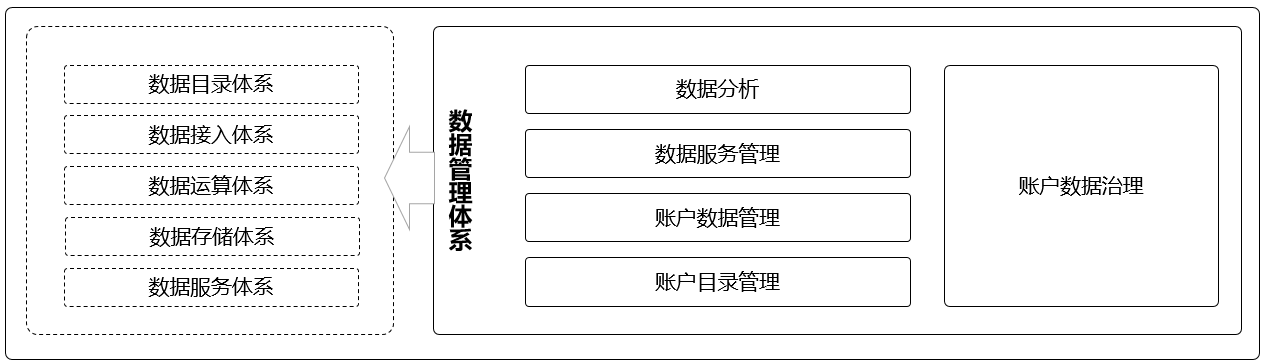 数据目录体系
数据接入体系
数据运算体系
数据存储体系
数据服务体系
数据管理体系
数据分析
数据服务管理
账户数据管理
账户目录管理
账户数据治理